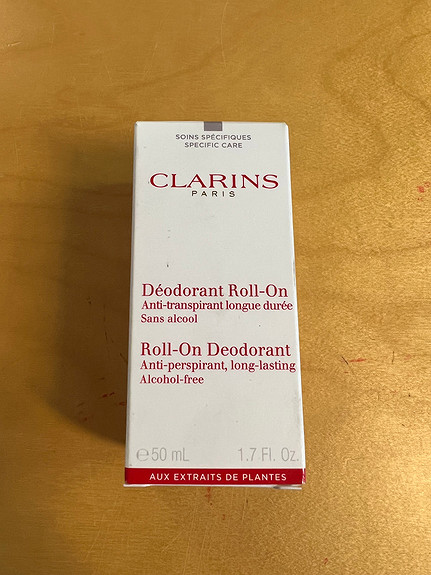 SOINS SPÉCIFIQUES
SPECIFIC CARE
CLARINS
PARIS
Déodorant Roll-On
Anti-transpirant longue durée
Sans alcool
Roll-On Deodorant
Anti-perspirant, long-lasting
Alcohol-free
℮50 mL 1.7 Fl. Oz.
AUX EXTRAITS DE PLANTES